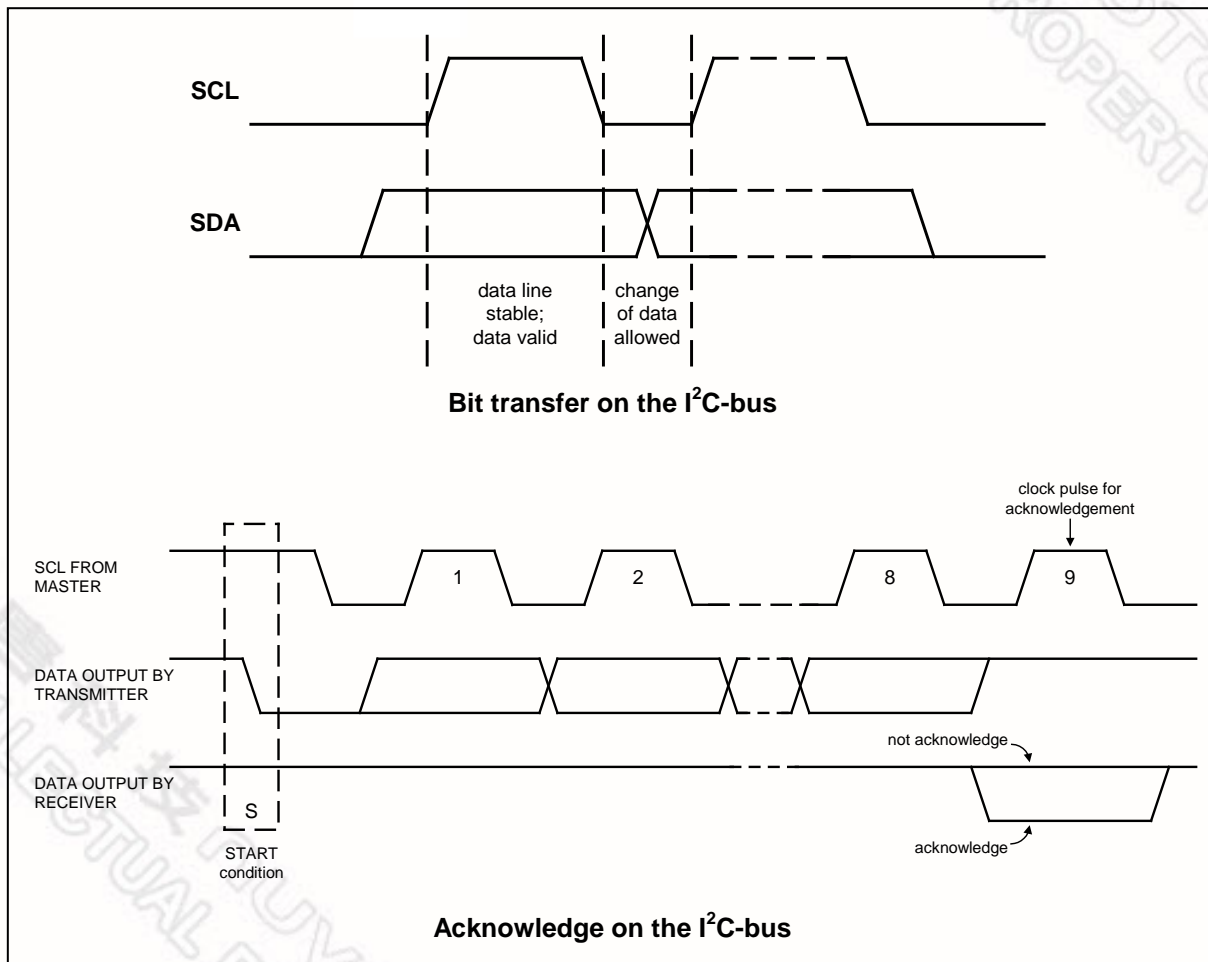 SCL
SDA
data line
stable;
data valid
change
of data
allowed
Bit transfer on the I²C-bus
clock pulse for
acknowledgement
SCL FROM
MASTER
1
2
8
9
DATA OUTPUT BY
TRANSMITTER
not acknowledge
DATA OUTPUT BY
RECEIVER
S
acknowledge
START
condition
Acknowledge on the I²C-bus